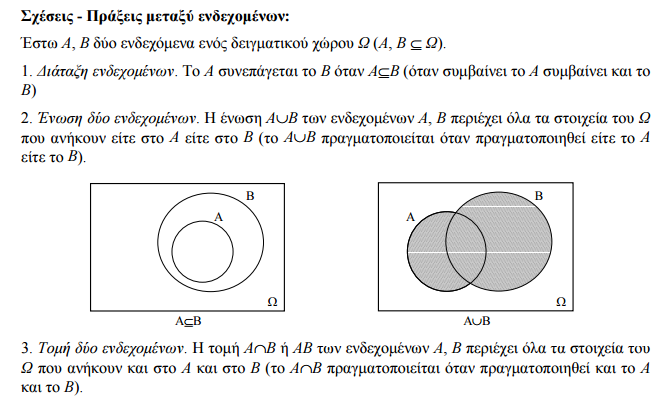 Σχέσεις - Πράξεις μεταξύ ενδεχομένων:
Έστω A, B δύο ενδεχόμενα ενός δειγματικού χώρου Ω (A, B ⊆ Ω).
1. Διάταξη ενδεχομένων. Το A συνεπάγεται το B όταν A⊆B (όταν συμβαίνει το A συμβαίνει και το
B)
2. Ένωση δύο ενδεχομένων. Η ένωση A∪B των ενδεχομένων A, B περιέχει όλα τα στοιχεία του Ω
που ανήκουν είτε στο A είτε στο B (το A∪B πραγματοποιείται όταν πραγματοποιηθεί είτε το A
είτε το B).
B
A
Ω
A⊆B
A
B
Ω
A∪B
3. Τομή δύο ενδεχομένων. Η τομή A∩B ή AB των ενδεχομένων A, B περιέχει όλα τα στοιχεία του
Ω που ανήκουν και στο A και στο B (το A∩B πραγματοποιείται όταν πραγματοποιηθεί και το A
και το B).